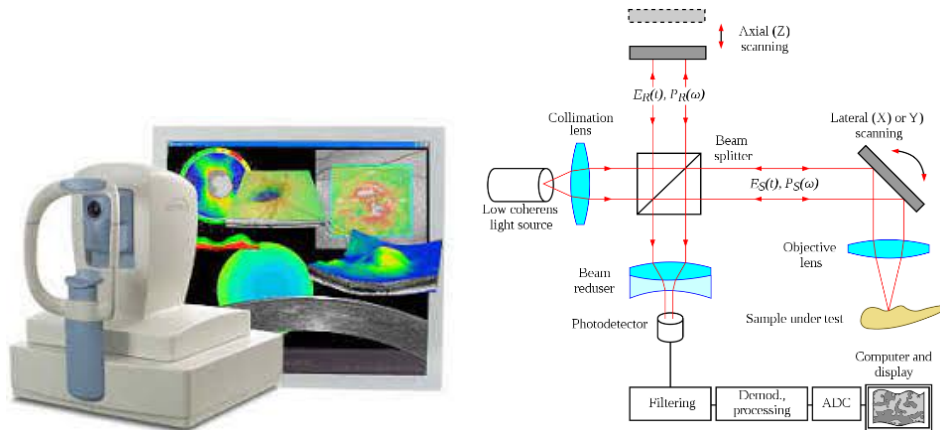 Axial (Z)
scanning
E_R(t), P_R(ω)
Collimation
lens
Beam
splitter
Lateral (X) or Y)
scanning
E_S(t), P_S(ω)
Low coherens
light source
Objective
lens
Beam
reduser
Photodetector
Sample under test
Computer and
display
Filtering
Demod.,
processing
ADC